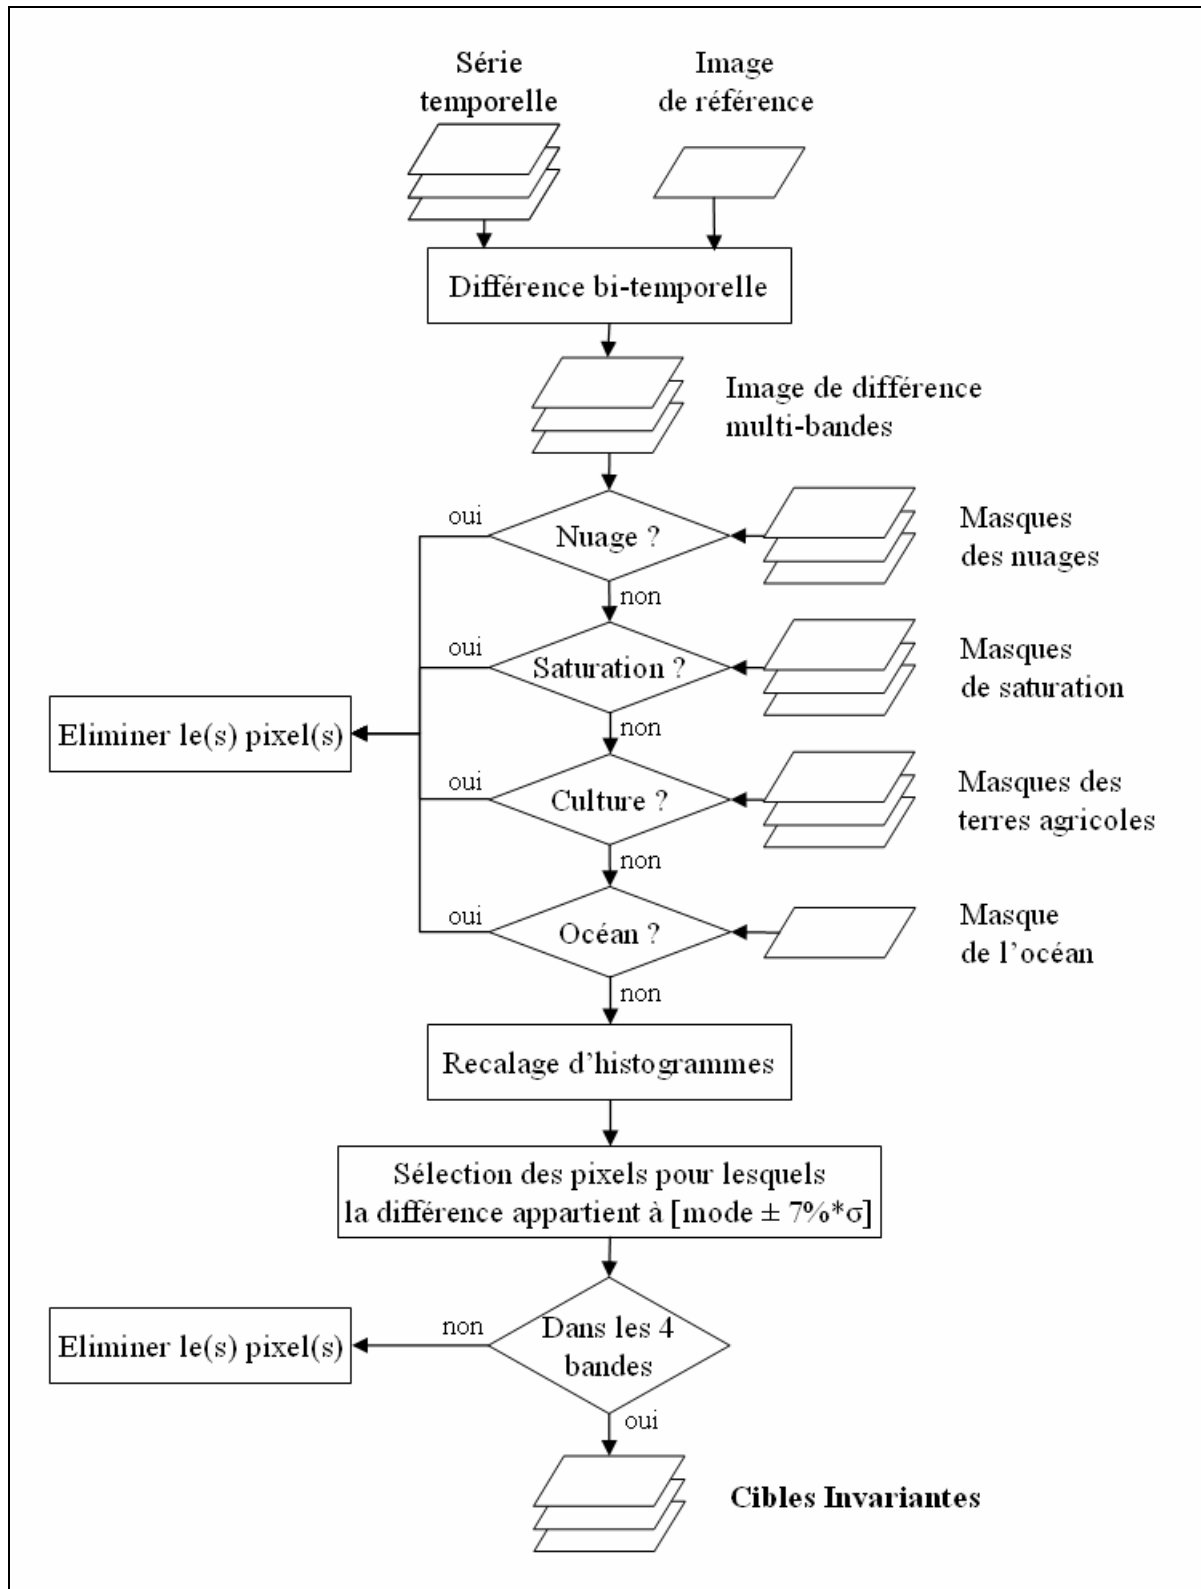 Série
temporelle
Image
de référence
Différence bi-temporelle
Image de différence
multi-bandes
oui
Nuage ?
Masques
des nuages
non
oui
Saturation ?
Masques
de saturation
non
Eliminer le(s) pixel(s)
oui
Culture ?
Masques des
terres agricoles
non
oui
Océan ?
Masque
de l'océan
non
Recalage d'histogrammes
Sélection des pixels pour lesquels
la différence appartient à [mode ± 7%*σ]
Eliminer le(s) pixel(s)
non
Dans les 4
bandes
oui
Cibles Invariantes